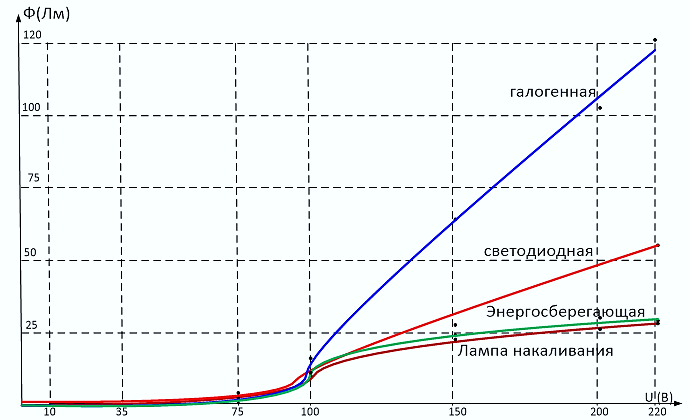 Φ(Лм)
120
100
75
50
25
галогенная
светодиодная
Энергосберегающая
Лампа накаливания
10 35 75 100 150 200 220
U (В)